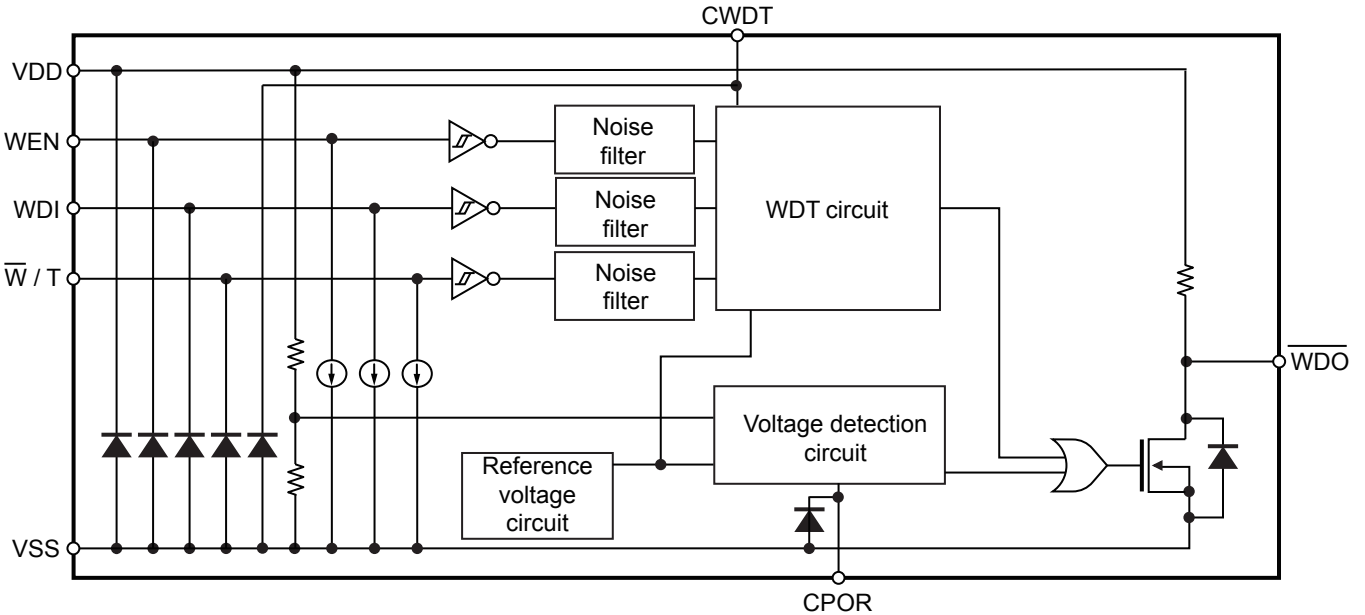 CWDT
VDD
WEN
Noise
filter
WDI
Noise
filter
WDT circuit
W̅ / T
Noise
filter
W̅D̅O̅
Voltage detection
circuit
Reference
voltage
circuit
VSS
CPOR